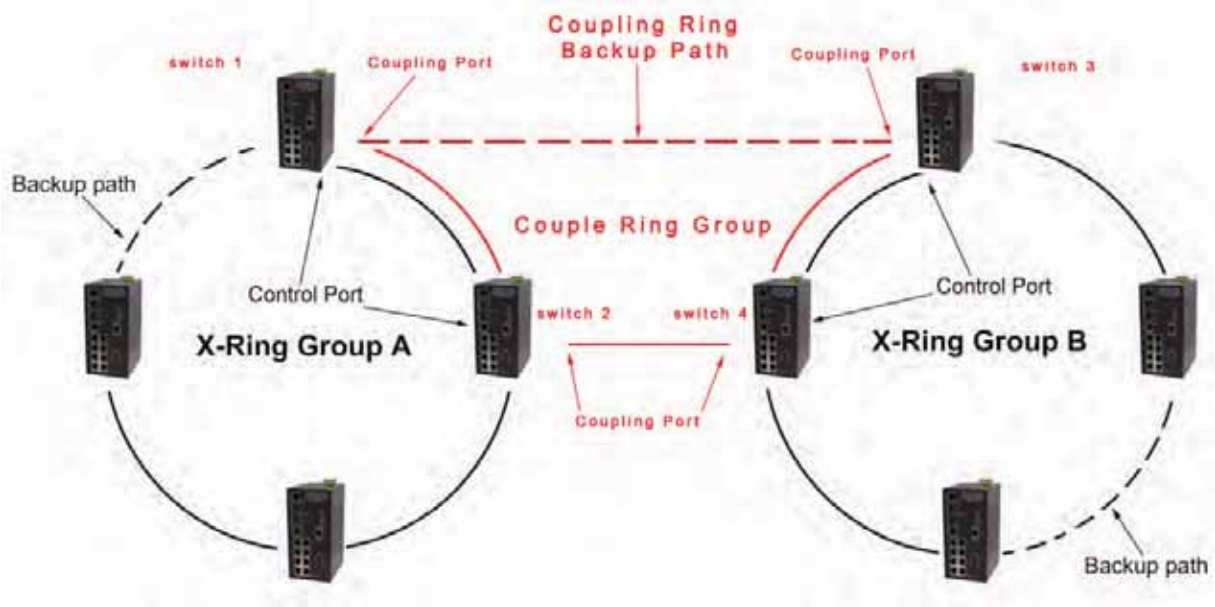 Coupling Ring
Backup Path
switch 1
Coupling Port
Coupling Port
switch 3
Backup path
Couple Ring Group
Control Port
Control Port
switch 2
switch 4
X-Ring Group A
X-Ring Group B
Coupling Port
Backup path